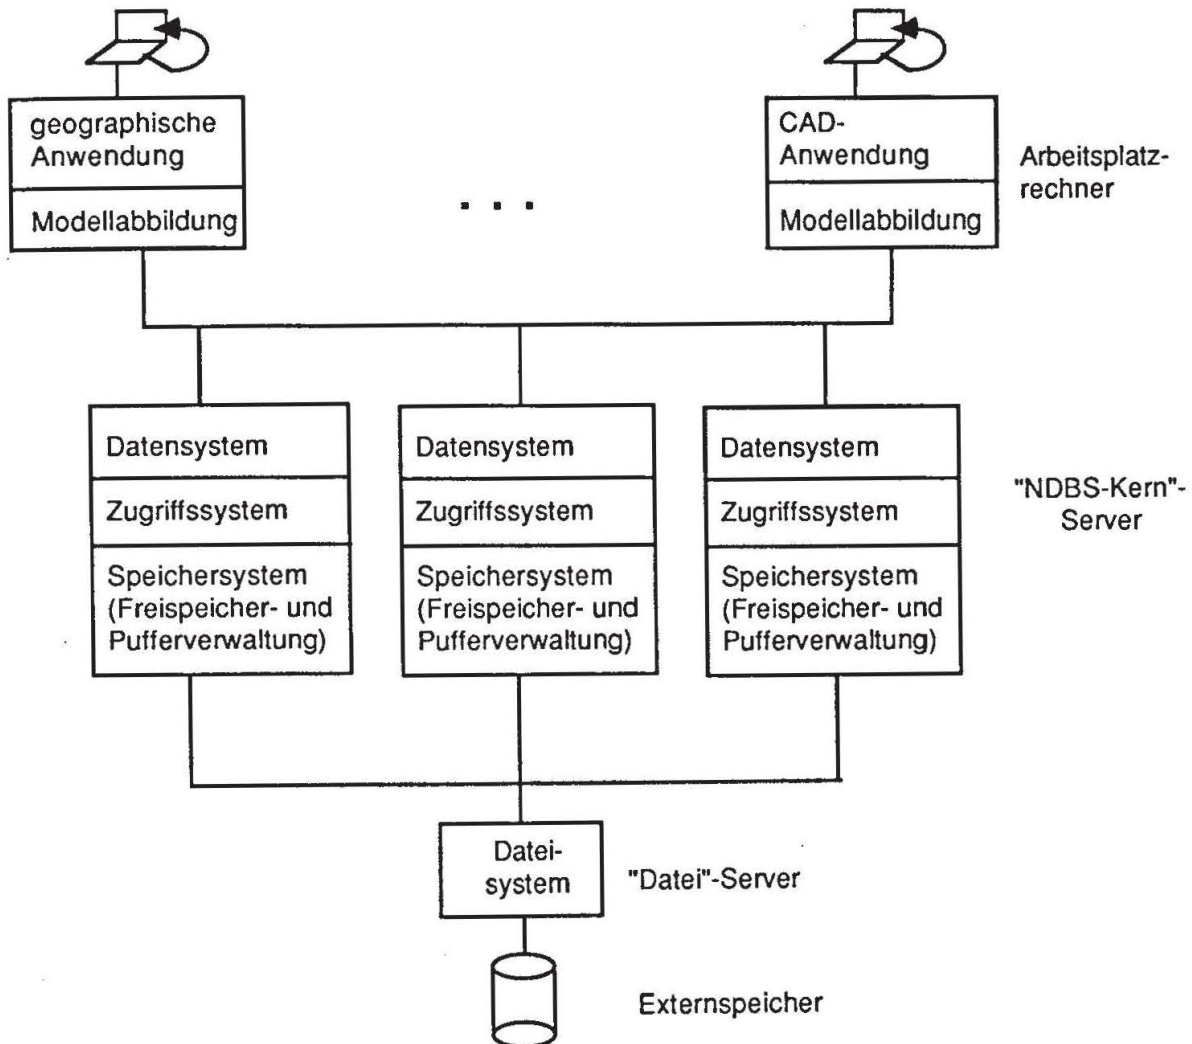 geographische
Anwendung
Modellabbildung
. . .
CAD-
Anwendung
Modellabbildung
Arbeitsplatz-
rechner
Datensystem
Zugriffssystem
Speichersystem
(Freispeicher- und
Pufferverwaltung)
Datensystem
Zugriffssystem
Speichersystem
(Freispeicher- und
Pufferverwaltung)
Datensystem
Zugriffssystem
Speichersystem
(Freispeicher- und
Pufferverwaltung)
"NDBS-Kern"-
Server
Datei-
system
"Datei"-Server
Externspeicher